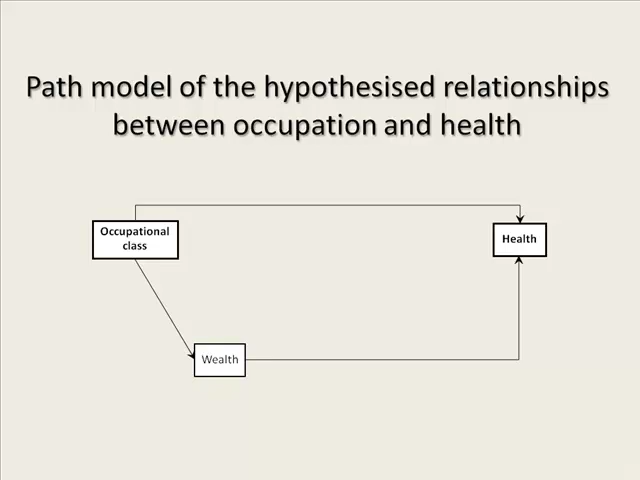 Path model of the hypothesised relationships
between occupation and health
Occupational
class
Health
Wealth